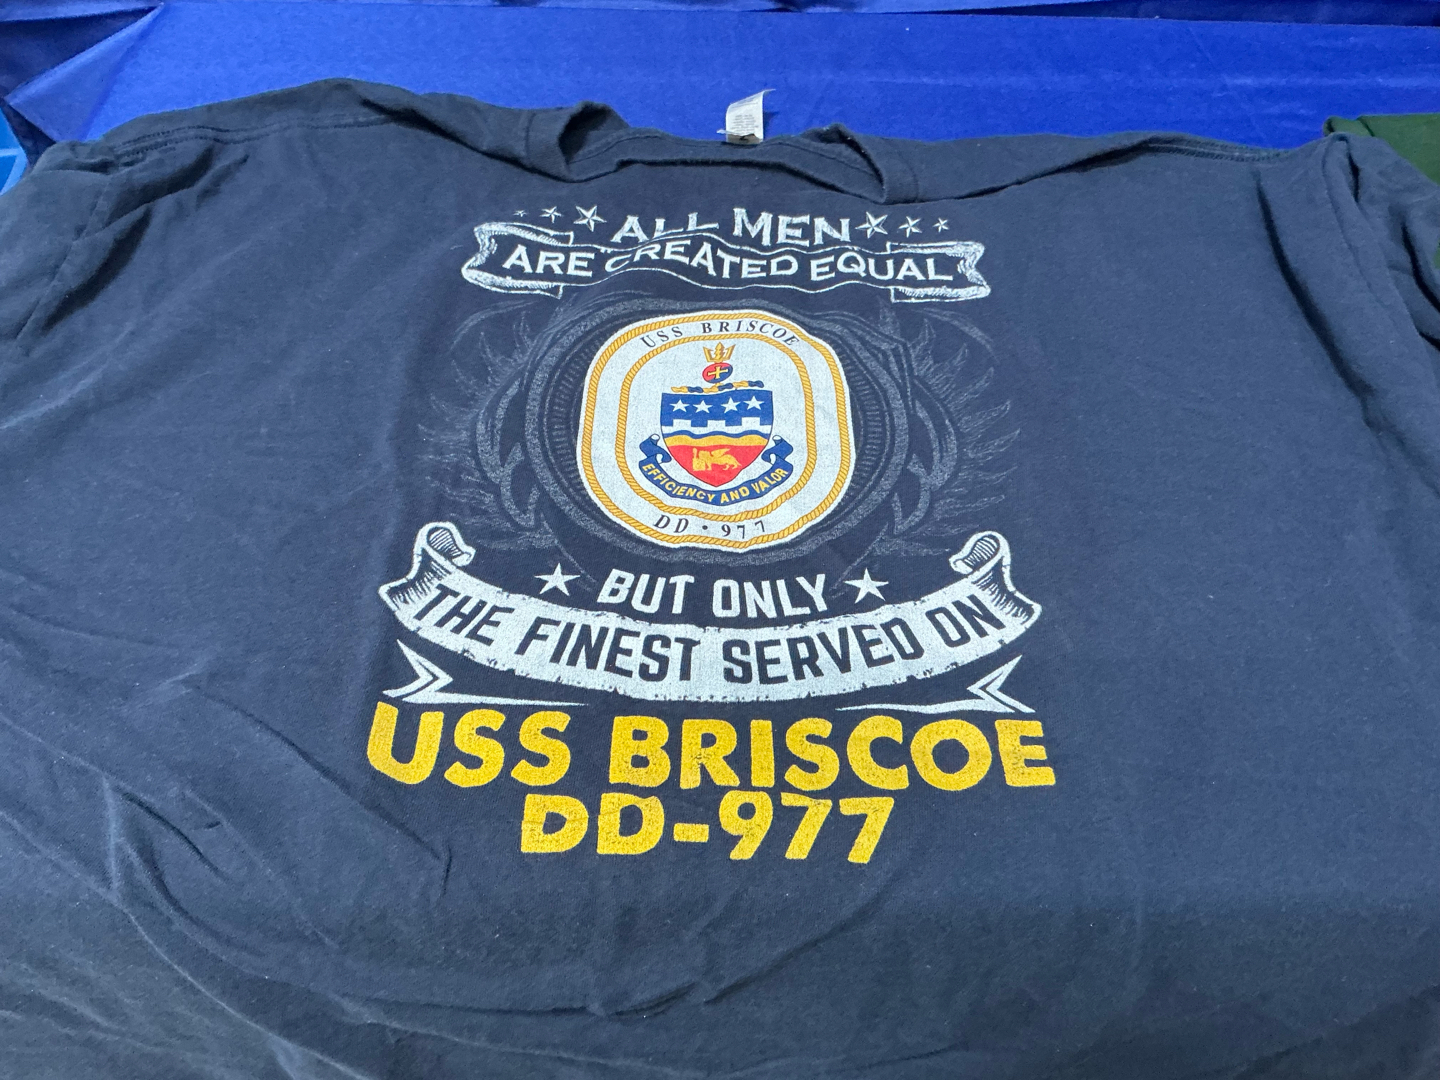 ALL MEN
ARE CREATED EQUAL
USS BRISCOE
EFFICIENCY AND VALOR
DD • 977
BUT ONLY
THE FINEST SERVED ON
USS BRISCOE
DD-977